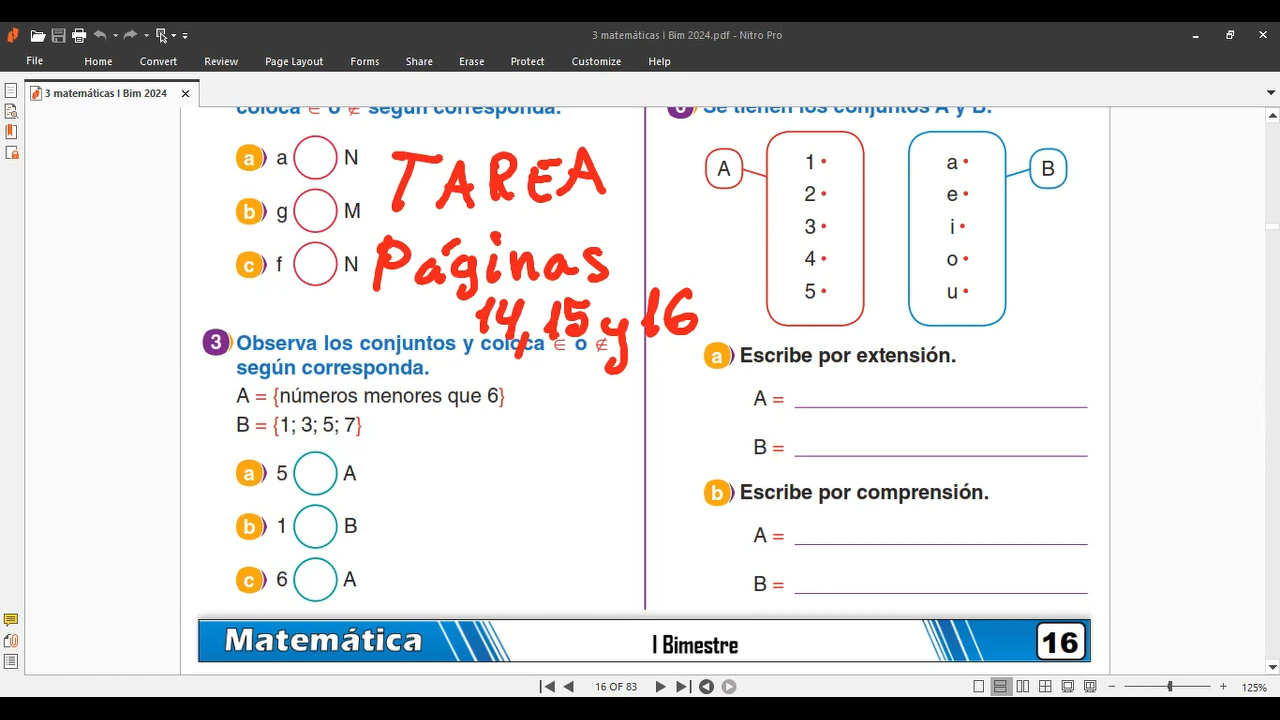 3 matemáticas I Bim 2024.pdf - Nitro Pro
File Home Convert Review Page Layout Forms Share Erase Protect Customize Help
3 matemáticas I Bim 2024
coloca ∈ o ∉ según corresponda.
a) a N
b) g M
c) f N
TAREA
Páginas
14, 15 y 16
3 Observa los conjuntos y coloca ∈ o ∉
según corresponda.
A = {números menores que 6}
B = {1; 3; 5; 7}
a) 5 A
b) 1 B
c) 6 A
Se tienen los conjuntos A y B.
A B
1 • a •
2 • e •
3 • i •
4 • o •
5 • u •
a) Escribe por extensión.
A =
B =
b) Escribe por comprensión.
A =
B =
Matemática I Bimestre 16
16 OF 83 125%